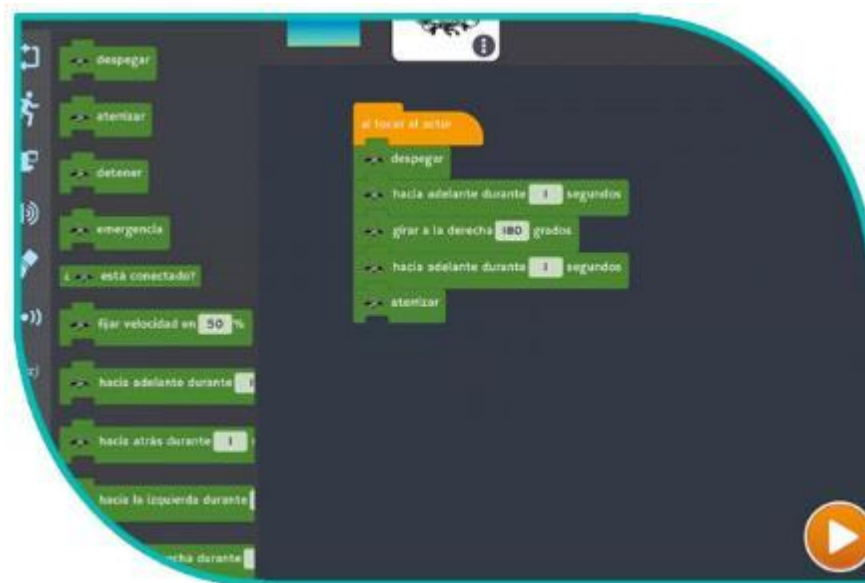 despegar
aterrizar
detener
emergencia
¿ está conectado?
fijar velocidad en 50 %
hacia adelante durante
hacia atrás durante 1
hacia la izquierda durante
durante
al tocar el actor
despegar
hacia adelante durante 1 segundos
girar a la derecha 180 grados
hacia adelante durante 1 segundos
aterrizar